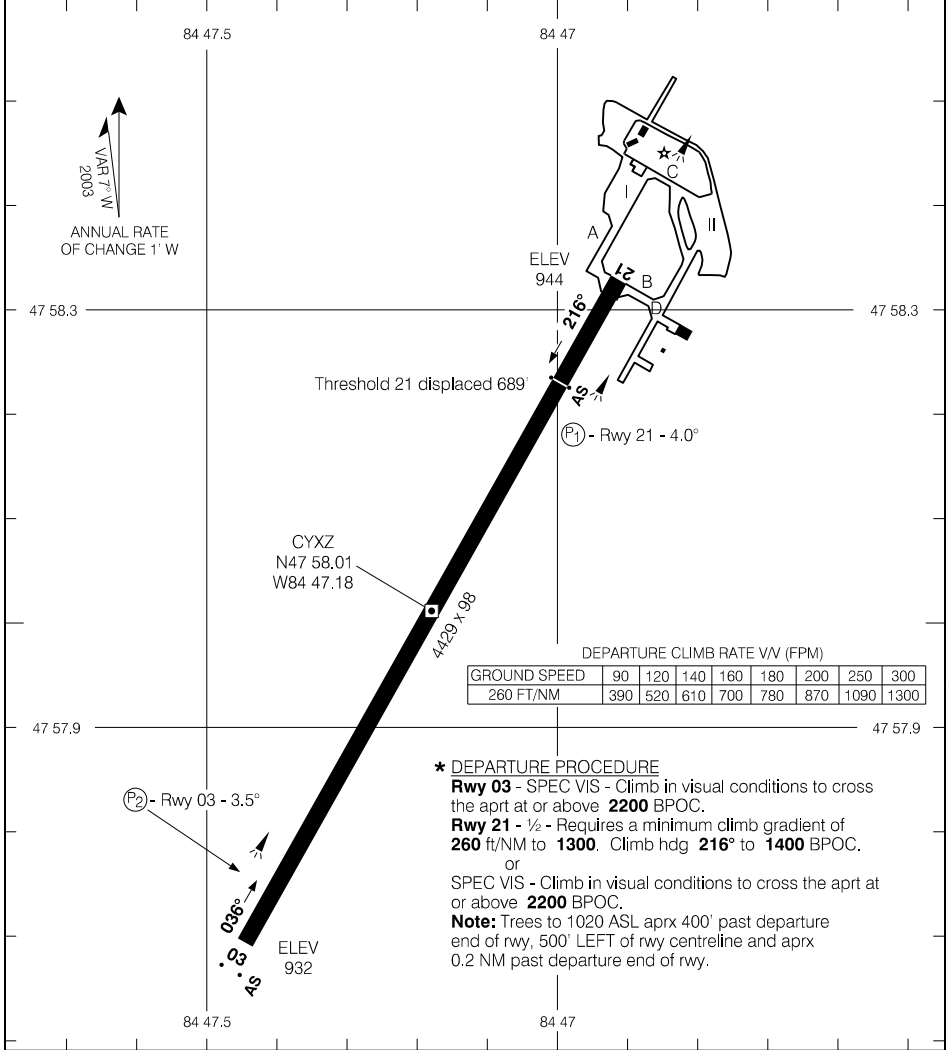 84 47.5
84 47
VAR 7° W
2003
ANNUAL RATE
OF CHANGE 1' W
C
I
II
A
ELEV
944
21
B
D
47 58.3
47 58.3
216°
Threshold 21 displaced 689'
AS
P1 - Rwy 21 - 4.0°
CYXZ
N47 58.01
W84 47.18
4429 x 98
DEPARTURE CLIMB RATE V/V (FPM)
GROUND SPEED 90 120 140 160 180 200 250 300
260 FT/NM 390 520 610 700 780 870 1090 1300
47 57.9
47 57.9
* DEPARTURE PROCEDURE
Rwy 03 - SPEC VIS - Climb in visual conditions to cross
the aprt at or above 2200 BPOC.
Rwy 21 - ½ - Requires a minimum climb gradient of
260 ft/NM to 1300. Climb hdg 216° to 1400 BPOC.
or
SPEC VIS - Climb in visual conditions to cross the aprt at
or above 2200 BPOC.
Note: Trees to 1020 ASL aprx 400' past departure
end of rwy, 500' LEFT of rwy centreline and aprx
0.2 NM past departure end of rwy.
P2 - Rwy 03 - 3.5°
036°
03
AS
ELEV
932
84 47.5
84 47